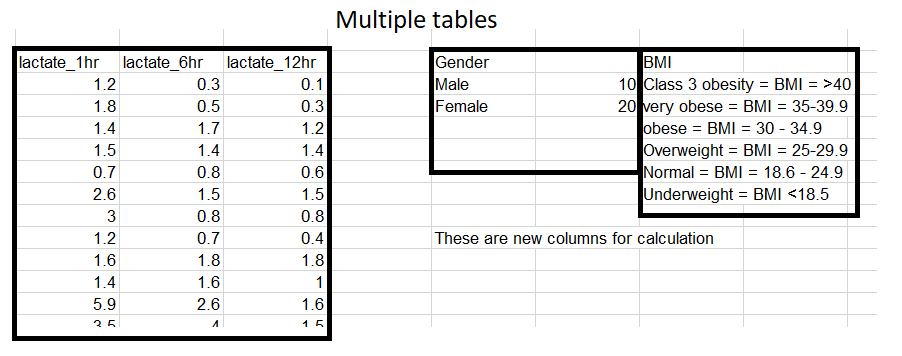 Multiple tables
lactate_1hr lactate_6hr lactate_12hr
1.2 0.3 0.1
1.8 0.5 0.3
1.4 1.7 1.2
1.5 1.4 1.4
0.7 0.8 0.6
2.6 1.5 1.5
3 0.8 0.8
1.2 0.7 0.4
1.6 1.8 1.8
1.4 1.6 1
5.9 2.6 1.6
3.5 4 1.5
Gender
Male 10
Female 20
BMI
Class 3 obesity = BMI = >40
very obese = BMI = 35-39.9
obese = BMI = 30 - 34.9
Overweight = BMI = 25-29.9
Normal = BMI = 18.6 - 24.9
Underweight = BMI <18.5
These are new columns for calculation